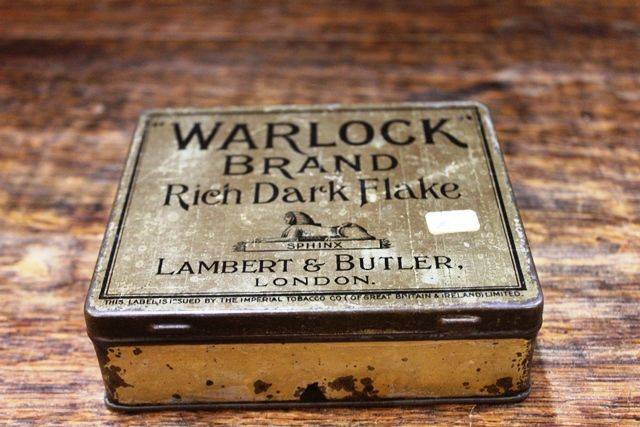 "WARLOCK"
BRAND
Rich Dark Flake
SPHINX
LAMBERT & BUTLER,
LONDON.
THIS LABEL IS ISSUED BY THE IMPERIAL TOBACCO CO (OF GREAT BRITAIN & IRELAND) LIMITED.